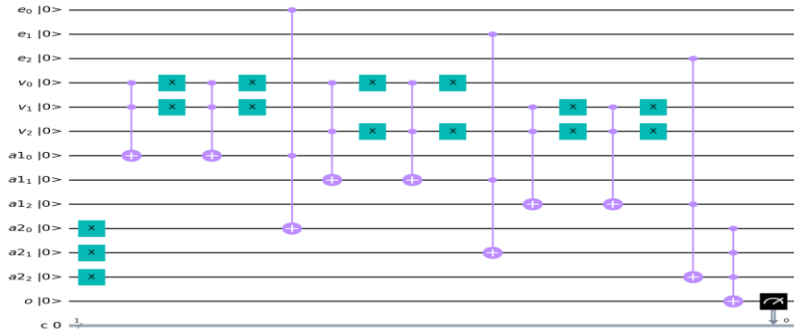 e₀ |0>
e₁ |0>
e₂ |0>
v₀ |0> X X X X
v₁ |0> X X X X
v₂ |0> X X X X
a1₀ |0>
a1₁ |0>
a1₂ |0>
a2₀ |0> X
a2₁ |0> X
a2₂ |0> X
o |0>
c 0 1 0